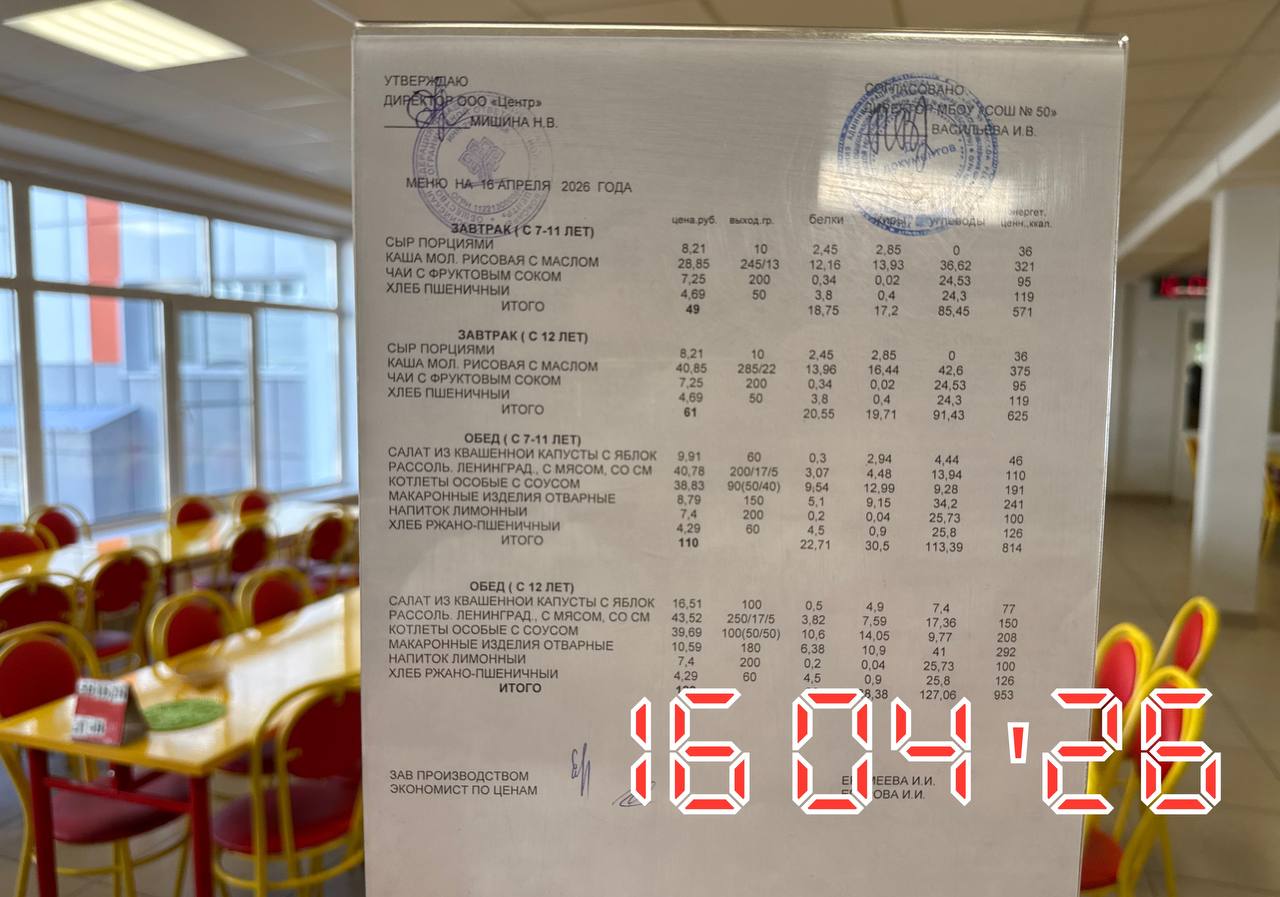 УТВЕРЖДАЮ
ДИРЕКТОР ООО «Центр»
МИШИНА Н.В.
СОГЛАСОВАНО
ДИРЕКТОР МБОУ «СОШ № 50»
ВАСИЛЬЕВА И.В.
ДОКУМЕНТОВ
МЕНЮ НА 16 АПРЕЛЯ 2026 ГОДА
цена.руб. выход.гр. белки жиры углеводы энергет. ценн.,ккал.
ЗАВТРАК ( С 7-11 ЛЕТ)
СЫР ПОРЦИЯМИ 8,21 10 2,45 2,85 0 36
КАША МОЛ. РИСОВАЯ С МАСЛОМ 28,85 245/13 12,16 13,93 36,62 321
ЧАЙ С ФРУКТОВЫМ СОКОМ 7,25 200 0,34 0,02 24,53 95
ХЛЕБ ПШЕНИЧНЫЙ 4,69 50 3,8 0,4 24,3 119
ИТОГО 49 18,75 17,2 85,45 571
ЗАВТРАК ( С 12 ЛЕТ)
СЫР ПОРЦИЯМИ 8,21 10 2,45 2,85 0 36
КАША МОЛ. РИСОВАЯ С МАСЛОМ 40,85 285/22 13,96 16,44 42,6 375
ЧАЙ С ФРУКТОВЫМ СОКОМ 7,25 200 0,34 0,02 24,53 95
ХЛЕБ ПШЕНИЧНЫЙ 4,69 50 3,8 0,4 24,3 119
ИТОГО 61 20,55 19,71 91,43 625
ОБЕД ( С 7-11 ЛЕТ)
САЛАТ ИЗ КВАШЕННОЙ КАПУСТЫ С ЯБЛОК 9,91 60 0,3 2,94 4,44 46
РАССОЛЬ. ЛЕНИНГРАД., С МЯСОМ, СО СМ 40,78 200/17/5 3,07 4,48 13,94 110
КОТЛЕТЫ ОСОБЫЕ С СОУСОМ 38,83 90(50/40) 9,54 12,99 9,28 191
МАКАРОННЫЕ ИЗДЕЛИЯ ОТВАРНЫЕ 8,79 150 5,1 9,15 34,2 241
НАПИТОК ЛИМОННЫЙ 7,4 200 0,2 0,04 25,73 100
ХЛЕБ РЖАНО-ПШЕНИЧНЫЙ 4,29 60 4,5 0,9 25,8 126
ИТОГО 110 22,71 30,5 113,39 814
ОБЕД ( С 12 ЛЕТ)
САЛАТ ИЗ КВАШЕННОЙ КАПУСТЫ С ЯБЛОК 16,51 100 0,5 4,9 7,4 77
РАССОЛЬ. ЛЕНИНГРАД., С МЯСОМ, СО СМ 43,52 250/17/5 3,82 7,59 17,36 150
КОТЛЕТЫ ОСОБЫЕ С СОУСОМ 39,69 100(50/50) 10,6 14,05 9,77 208
МАКАРОННЫЕ ИЗДЕЛИЯ ОТВАРНЫЕ 10,59 180 6,38 10,9 41 292
НАПИТОК ЛИМОННЫЙ 7,4 200 0,2 0,04 25,73 100
ХЛЕБ РЖАНО-ПШЕНИЧНЫЙ 4,29 60 4,5 0,9 25,8 126
ИТОГО 127,06 953
16 04 '26
ЗАВ ПРОИЗВОДСТВОМ И.И.
ЭКОНОМИСТ ПО ЦЕНАМ И.И.